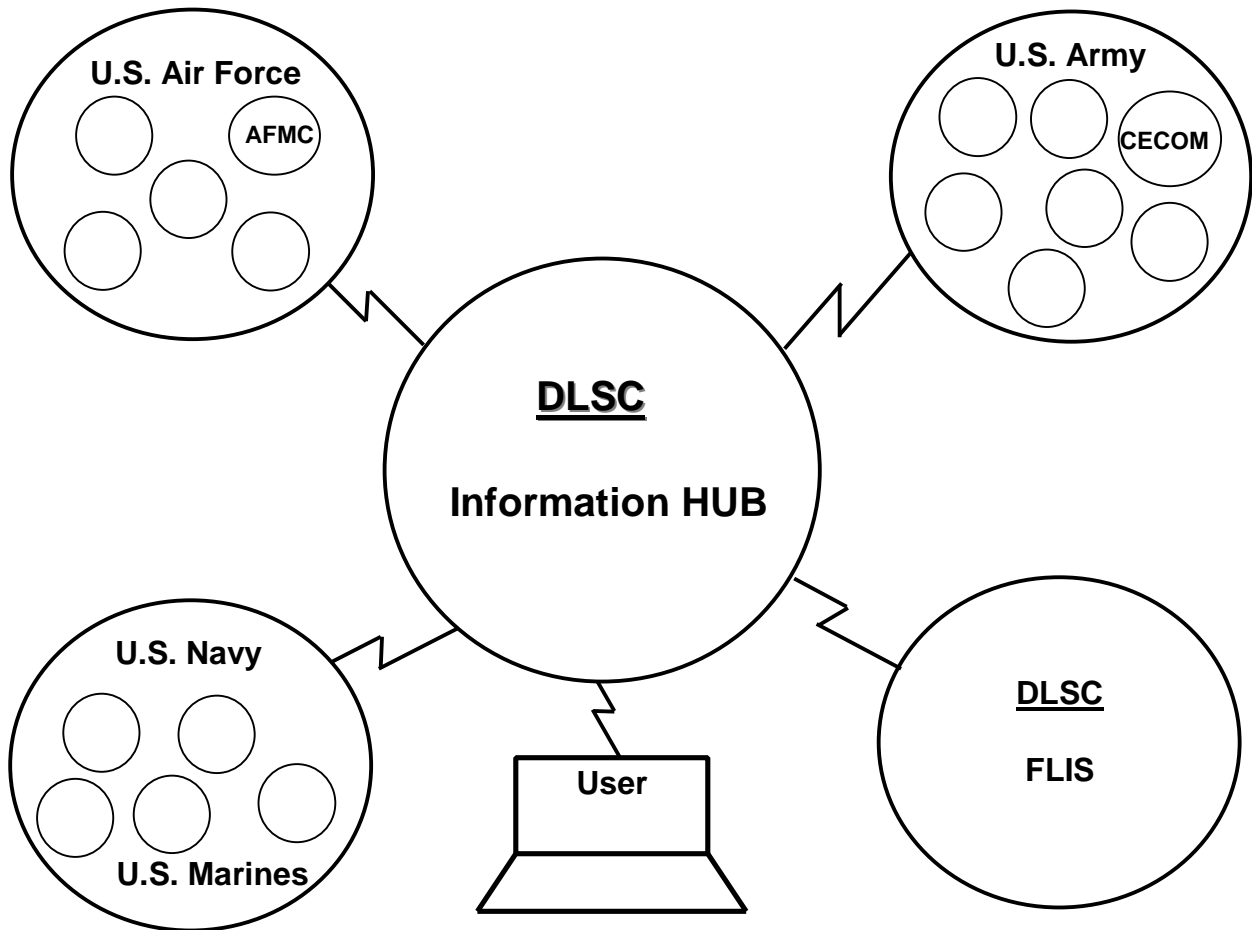 U.S. Air Force
AFMC
U.S. Army
CECOM
DLSC
Information HUB
U.S. Navy
U.S. Marines
User
DLSC
FLIS